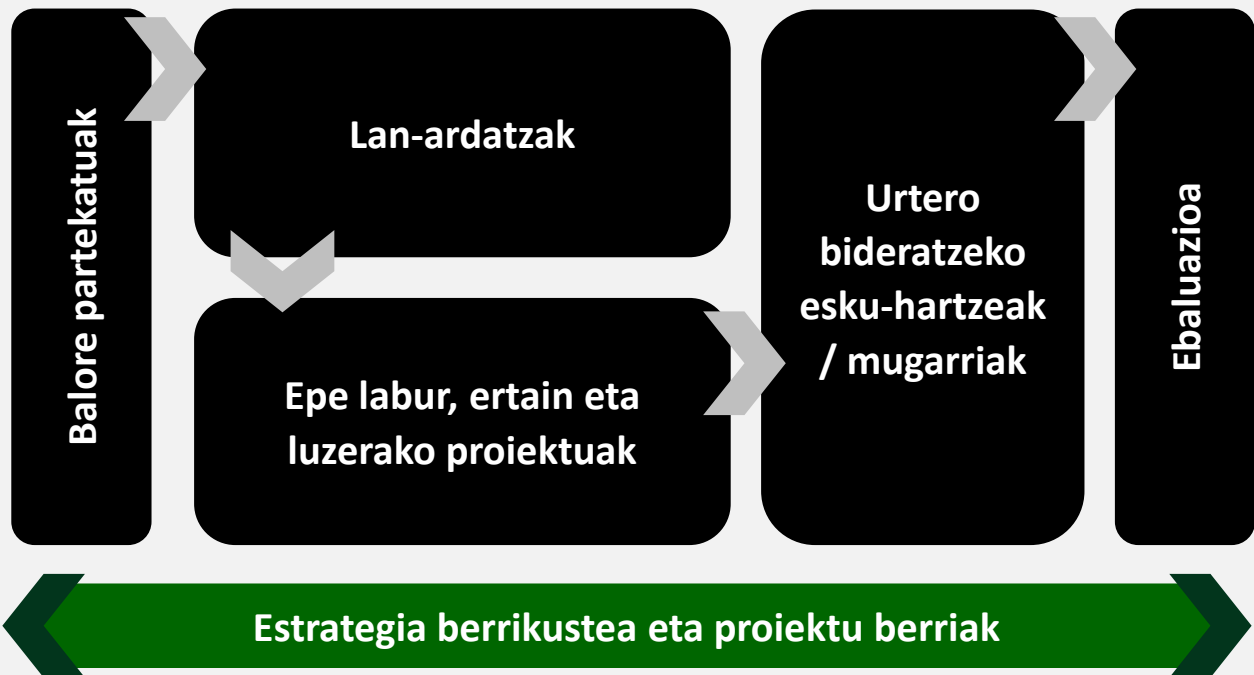 Balore partekatuak
Lan-ardatzak
Epe labur, ertain eta
luzerako proiektuak
Urtero
bideratzeko
esku-hartzeak
/ mugarriak
Ebaluazioa
Estrategia berrikustea eta proiektu berriak